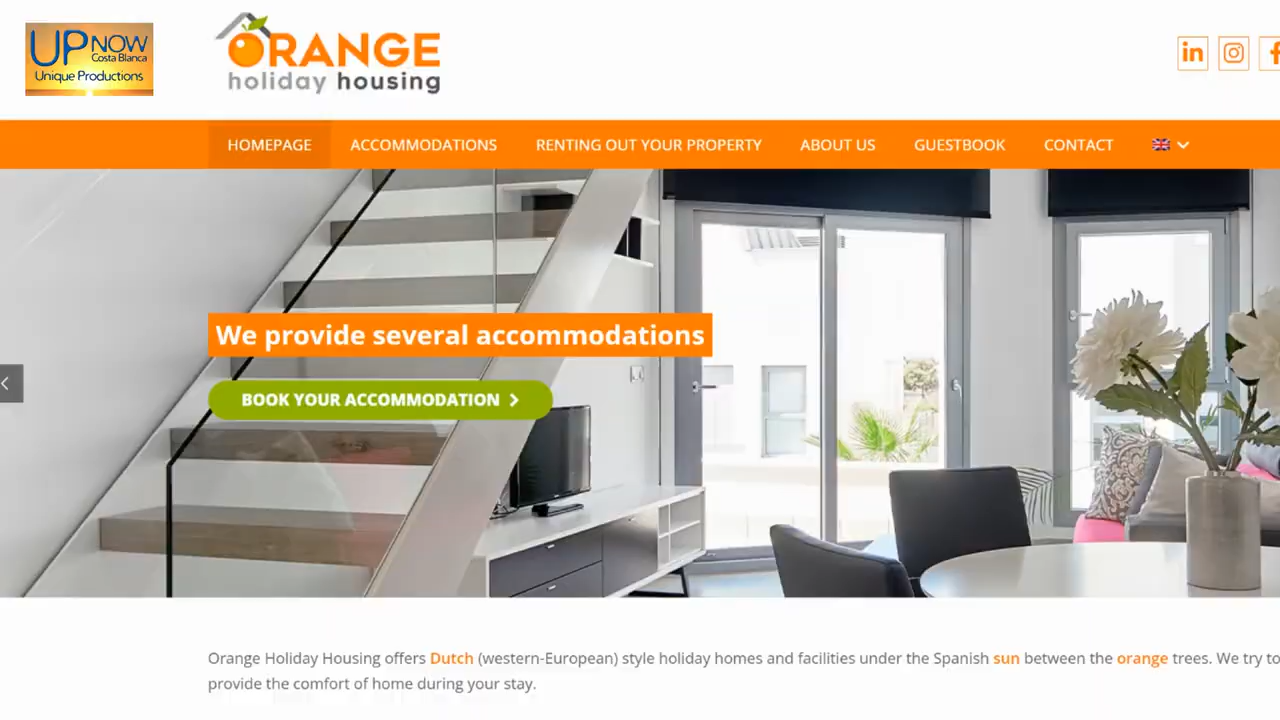 UPNOW
Costa Blanca
Unique Productions
ORANGE
holiday housing
in
HOMEPAGE ACCOMMODATIONS RENTING OUT YOUR PROPERTY ABOUT US GUESTBOOK CONTACT
We provide several accommodations
BOOK YOUR ACCOMMODATION
Orange Holiday Housing offers Dutch (western-European) style holiday homes and facilities under the Spanish sun between the orange trees. We try to
provide the comfort of home during your stay.